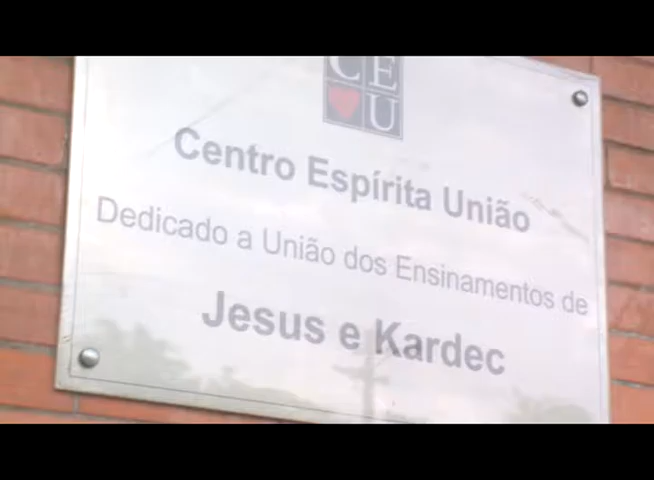 CE
U
Centro Espírita União
Dedicado a União dos Ensinamentos de
Jesus e Kardec